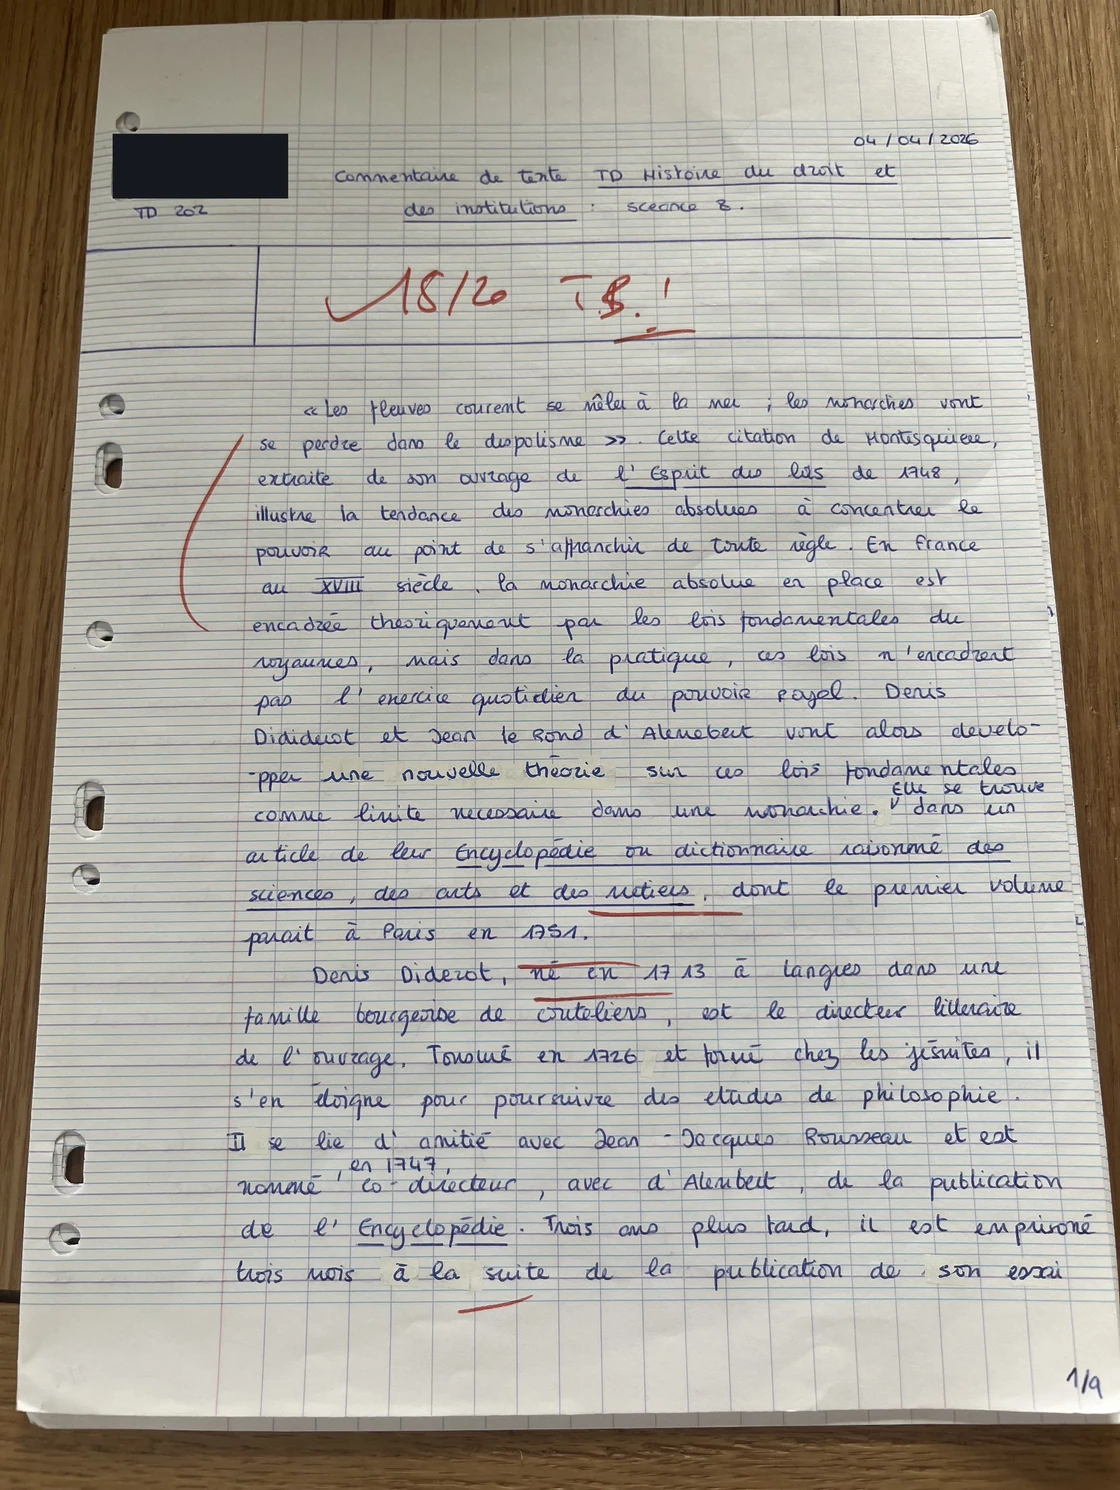 04/04/2026
Commentaire de texte TD Histoire du droit et
TD 202
des institutions : sceance 8.
15/20 T.B.!
« Les fleuves courent se mêler à la mer ; les monarchies vont
se perdre dans le despotisme ». Cette citation de Montesquieu,
extraite de son ouvrage de l'Esprit des lois de 1748,
illustre la tendance des monarchies absolues à concentrer le
pouvoir au point de s'affranchir de toute règle. En France
au XVIII siècle, la monarchie absolue en place est
encadrée theoriquement par les lois fondamentales du
royaumes, mais dans la pratique, ces lois n'encadrent
pas l'exercice quotidien du pouvoir royal. Denis
Dididerot et Jean le Rond d'Alembert vont alors develo-
-pper une nouvelle théorie sur ces lois fondamentales
comme limite necessaire dans une monarchie. Elle se trouve dans un
article de leur Encyclopédie ou dictionnaire raisonné des
sciences, des arts et des métiers, dont le premier volume
parait à Paris en 1751.
Denis Diderot, né en 1713 à Langres dans une
famille bourgeoise de couteliers, est le directeur litteraire
de l'ouvrage. Tonsuré en 1726 et formé chez les jésuites, il
s'en éloigne pour poursuivre des etudes de philosophie.
Il se lie d'amitié avec Jean-Jacques Rousseau et est
nommé, en 1747, co-directeur, avec d'Alembert, de la publication
de l'Encyclopédie. Trois ans plus tard, il est emprisoné
trois mois à la suite de la publication de son essai
1/9